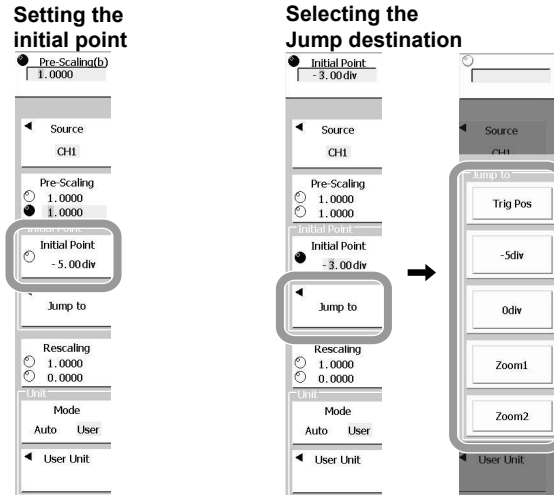 Setting the
initial point
Pre-Scaling(b)
1.0000
Source
CH1
Pre-Scaling
1.0000
1.0000
Initial Point
Initial Point
-5.00div
Jump to
Rescaling
1.0000
0.0000
Unit
Mode
Auto User
User Unit
Selecting the
Jump destination
Initial Point
-3.00div
Source
CH1
Pre-Scaling
1.0000
1.0000
Initial Point
Initial Point
-3.00div
Jump to
Rescaling
1.0000
0.0000
Unit
Mode
Auto User
User Unit
Source
CH1
Jump to
Trig Pos
-5div
0div
Zoom1
Zoom2
User Unit